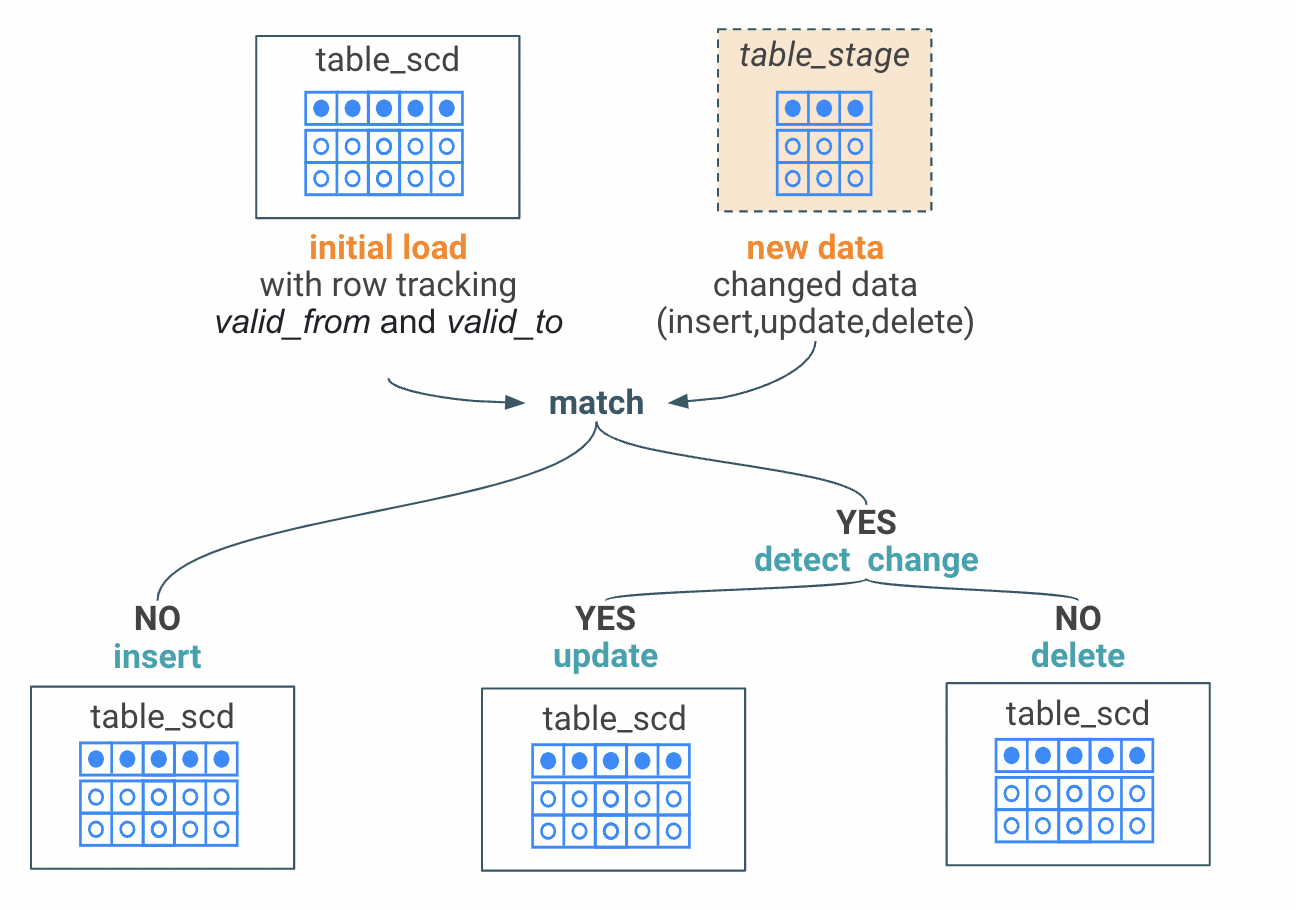 table_scd
table_stage
initial load
with row tracking
valid_from and valid_to
new data
changed data
(insert,update,delete)
match
YES
detect change
NO
insert
YES
update
NO
delete
table_scd
table_scd
table_scd